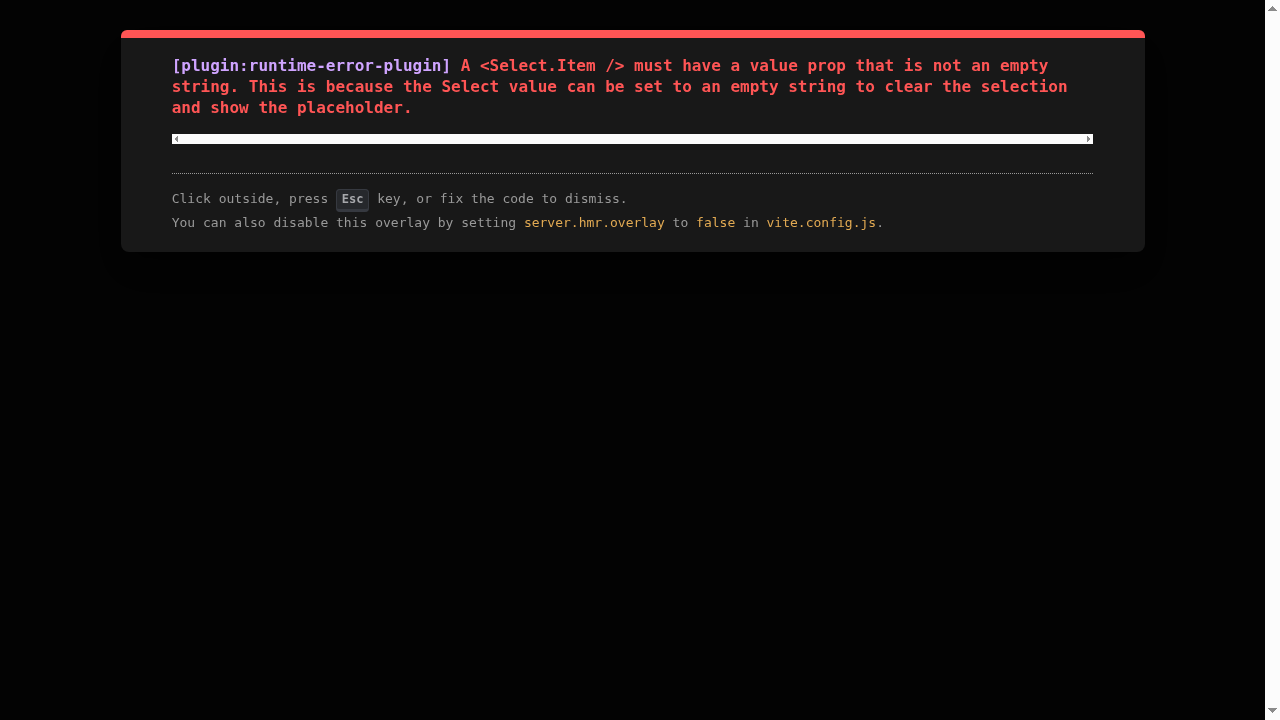 [plugin:runtime-error-plugin] A <Select.Item /> must have a value prop that is not an empty
string. This is because the Select value can be set to an empty string to clear the selection
and show the placeholder.
Click outside, press Esc key, or fix the code to dismiss.
You can also disable this overlay by setting server.hmr.overlay to false in vite.config.js.